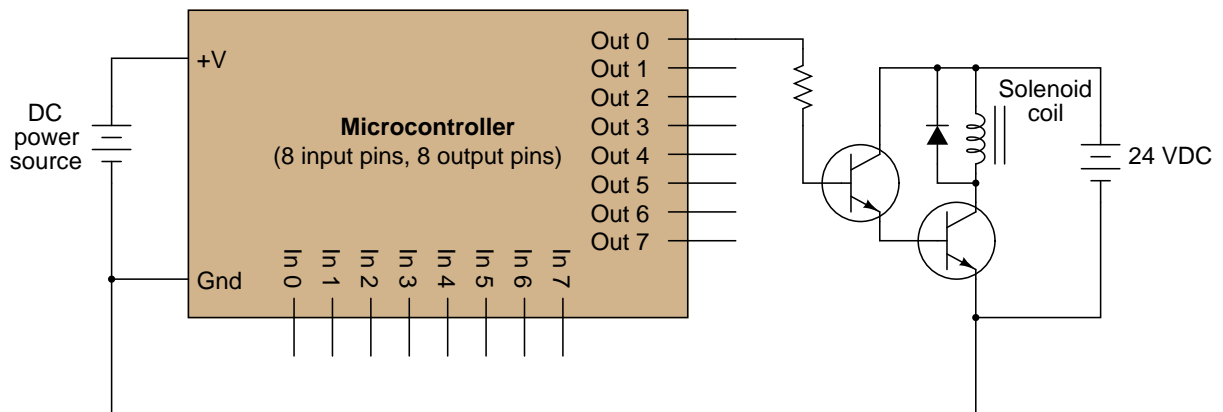 +V
Gnd
DC
power
source
Microcontroller
(8 input pins, 8 output pins)
Out 0
Out 1
Out 2
Out 3
Out 4
Out 5
Out 6
Out 7
In 0
In 1
In 2
In 3
In 4
In 5
In 6
In 7
Solenoid
coil
24 VDC